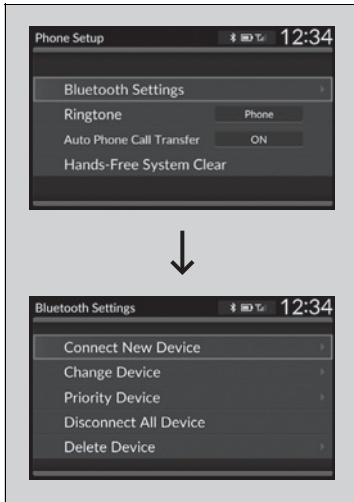 Phone Setup 12:34
Bluetooth Settings
Ringtone Phone
Auto Phone Call Transfer ON
Hands-Free System Clear
Bluetooth Settings 12:34
Connect New Device
Change Device
Priority Device
Disconnect All Device
Delete Device